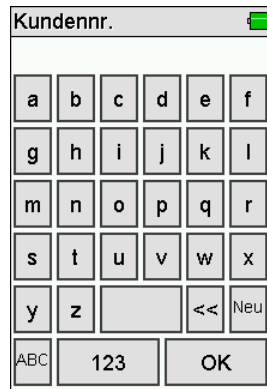 Kundennr.
a b c d e f
g h i j k l
m n o p q r
s t u v w x
y z << Neu
ABC 123 OK